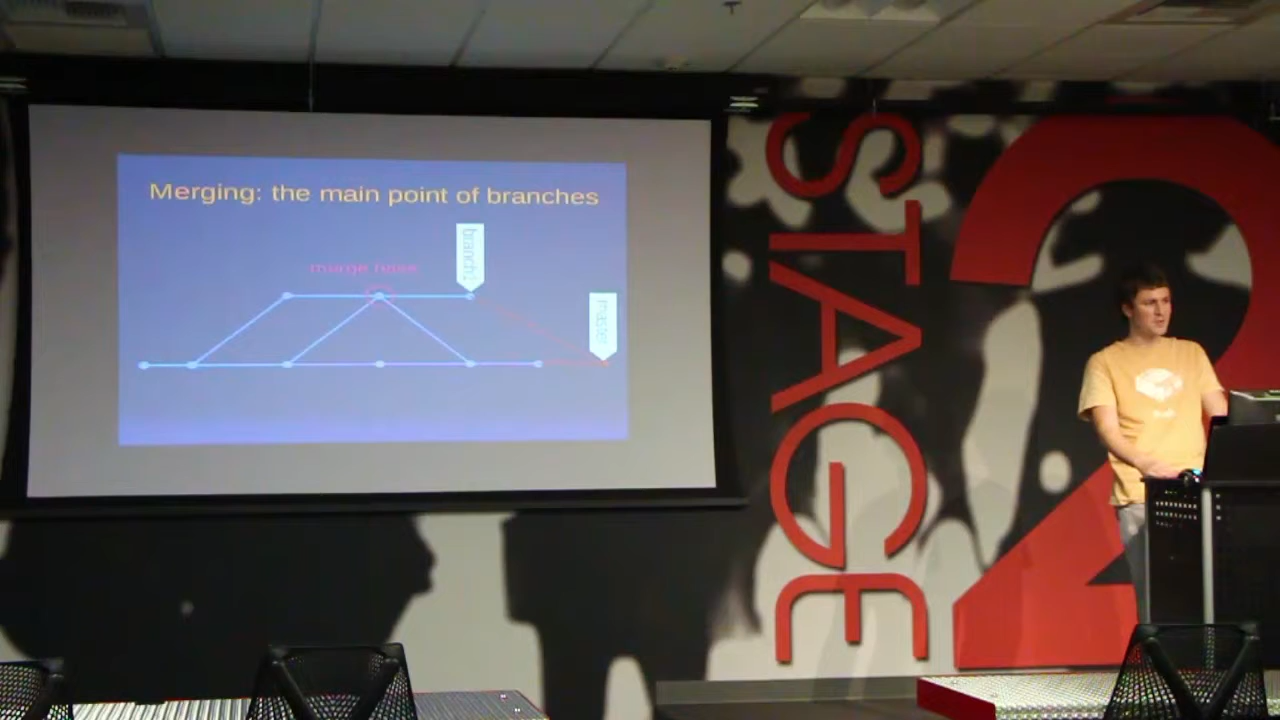 Merging: the main point of branches
merge base
branch
master
STAGE
2